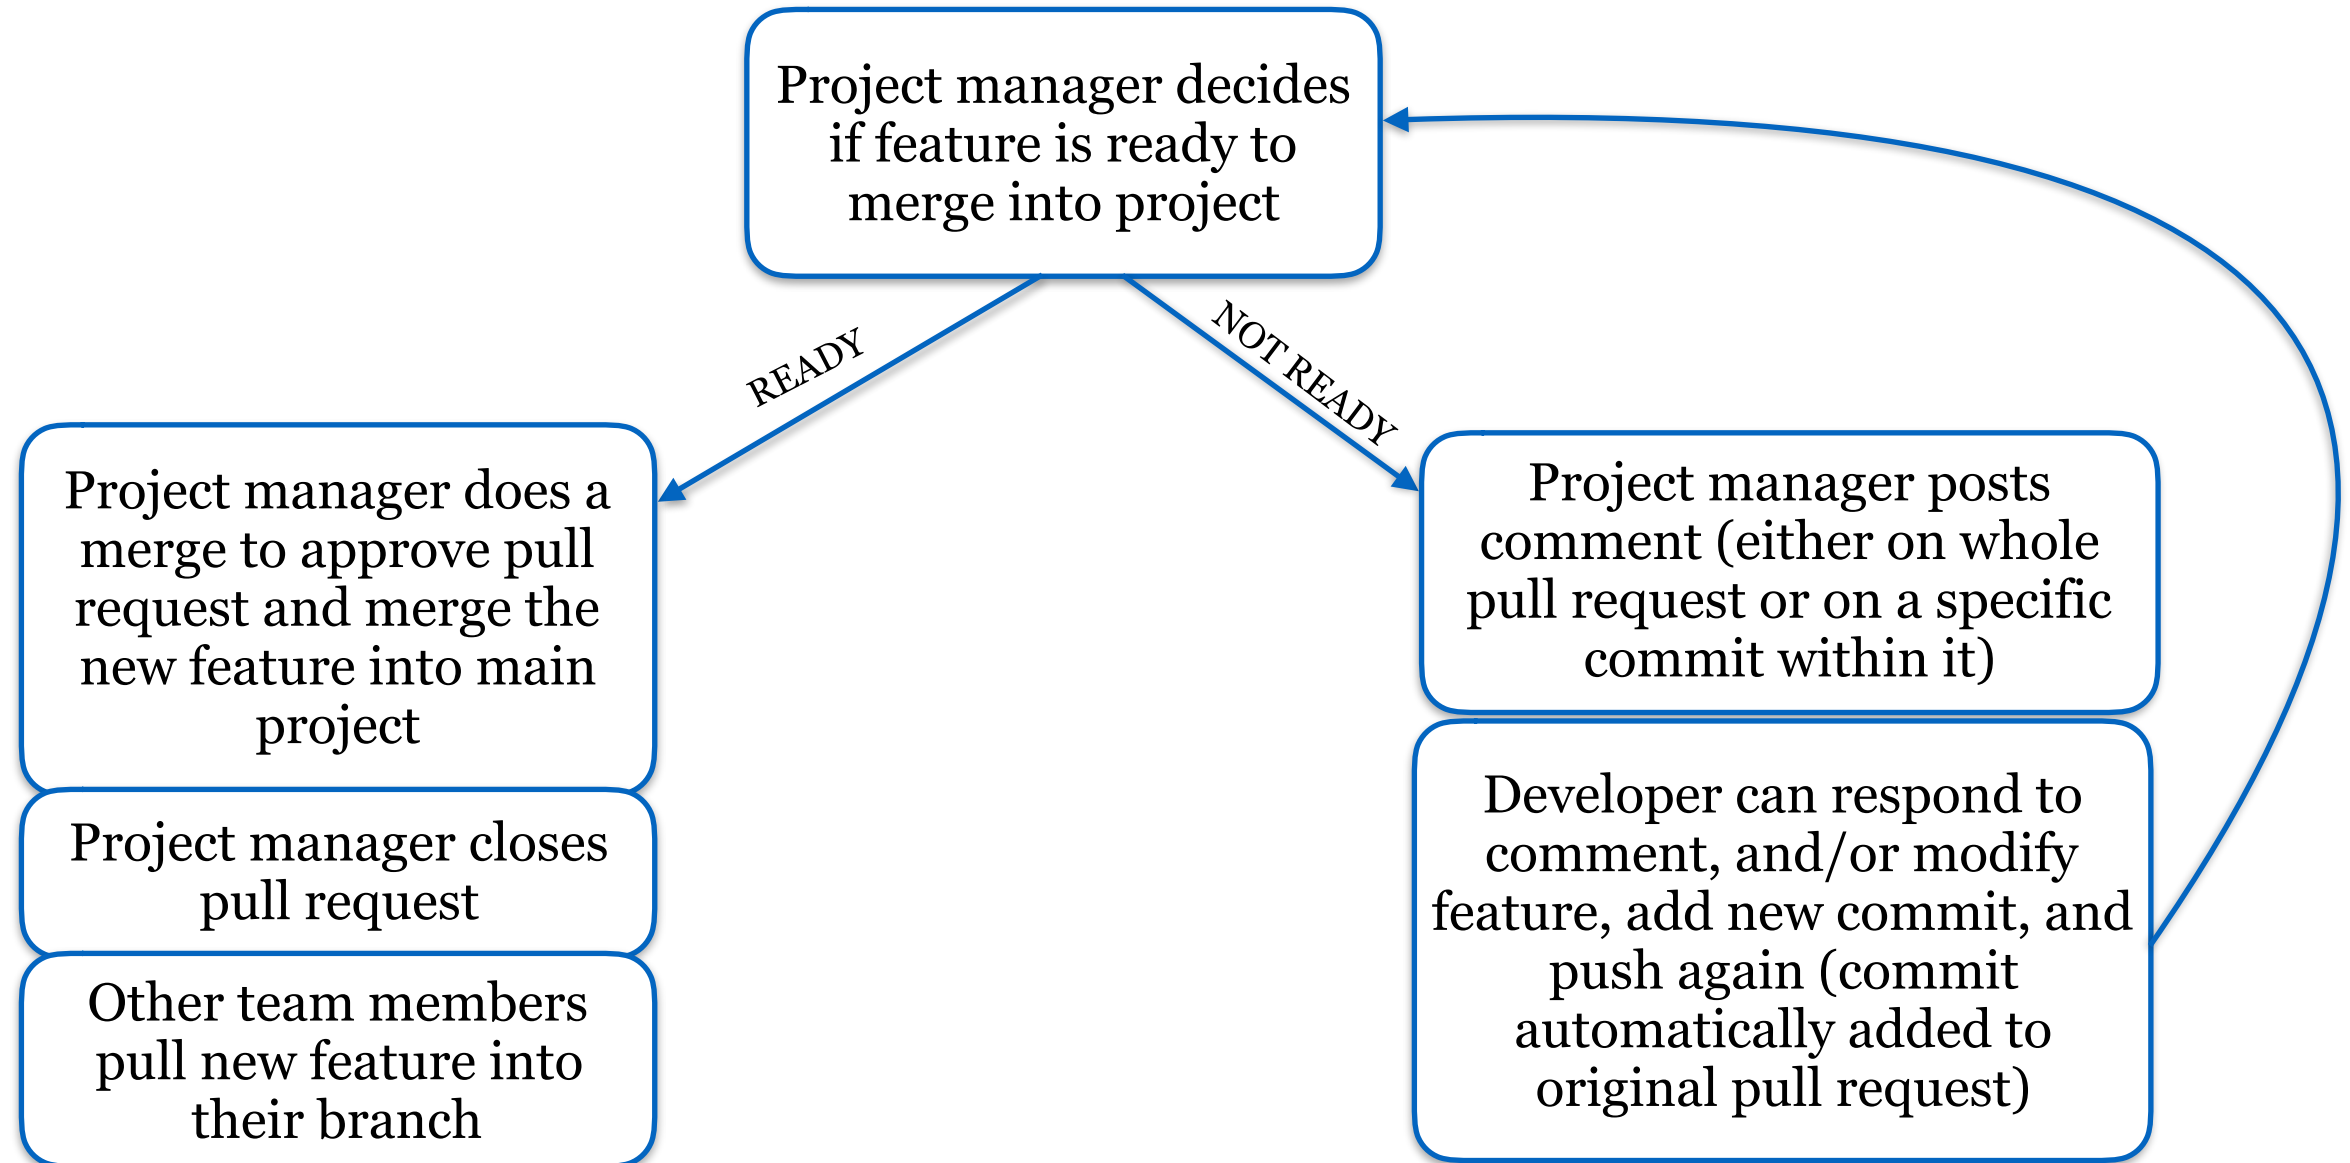 Project manager decides
if feature is ready to
merge into project
READY
NOT READY
Project manager does a
merge to approve pull
request and merge the
new feature into main
project
Project manager closes
pull request
Other team members
pull new feature into
their branch
Project manager posts
comment (either on whole
pull request or on a specific
commit within it)
Developer can respond to
comment, and/or modify
feature, add new commit, and
push again (commit
automatically added to
original pull request)